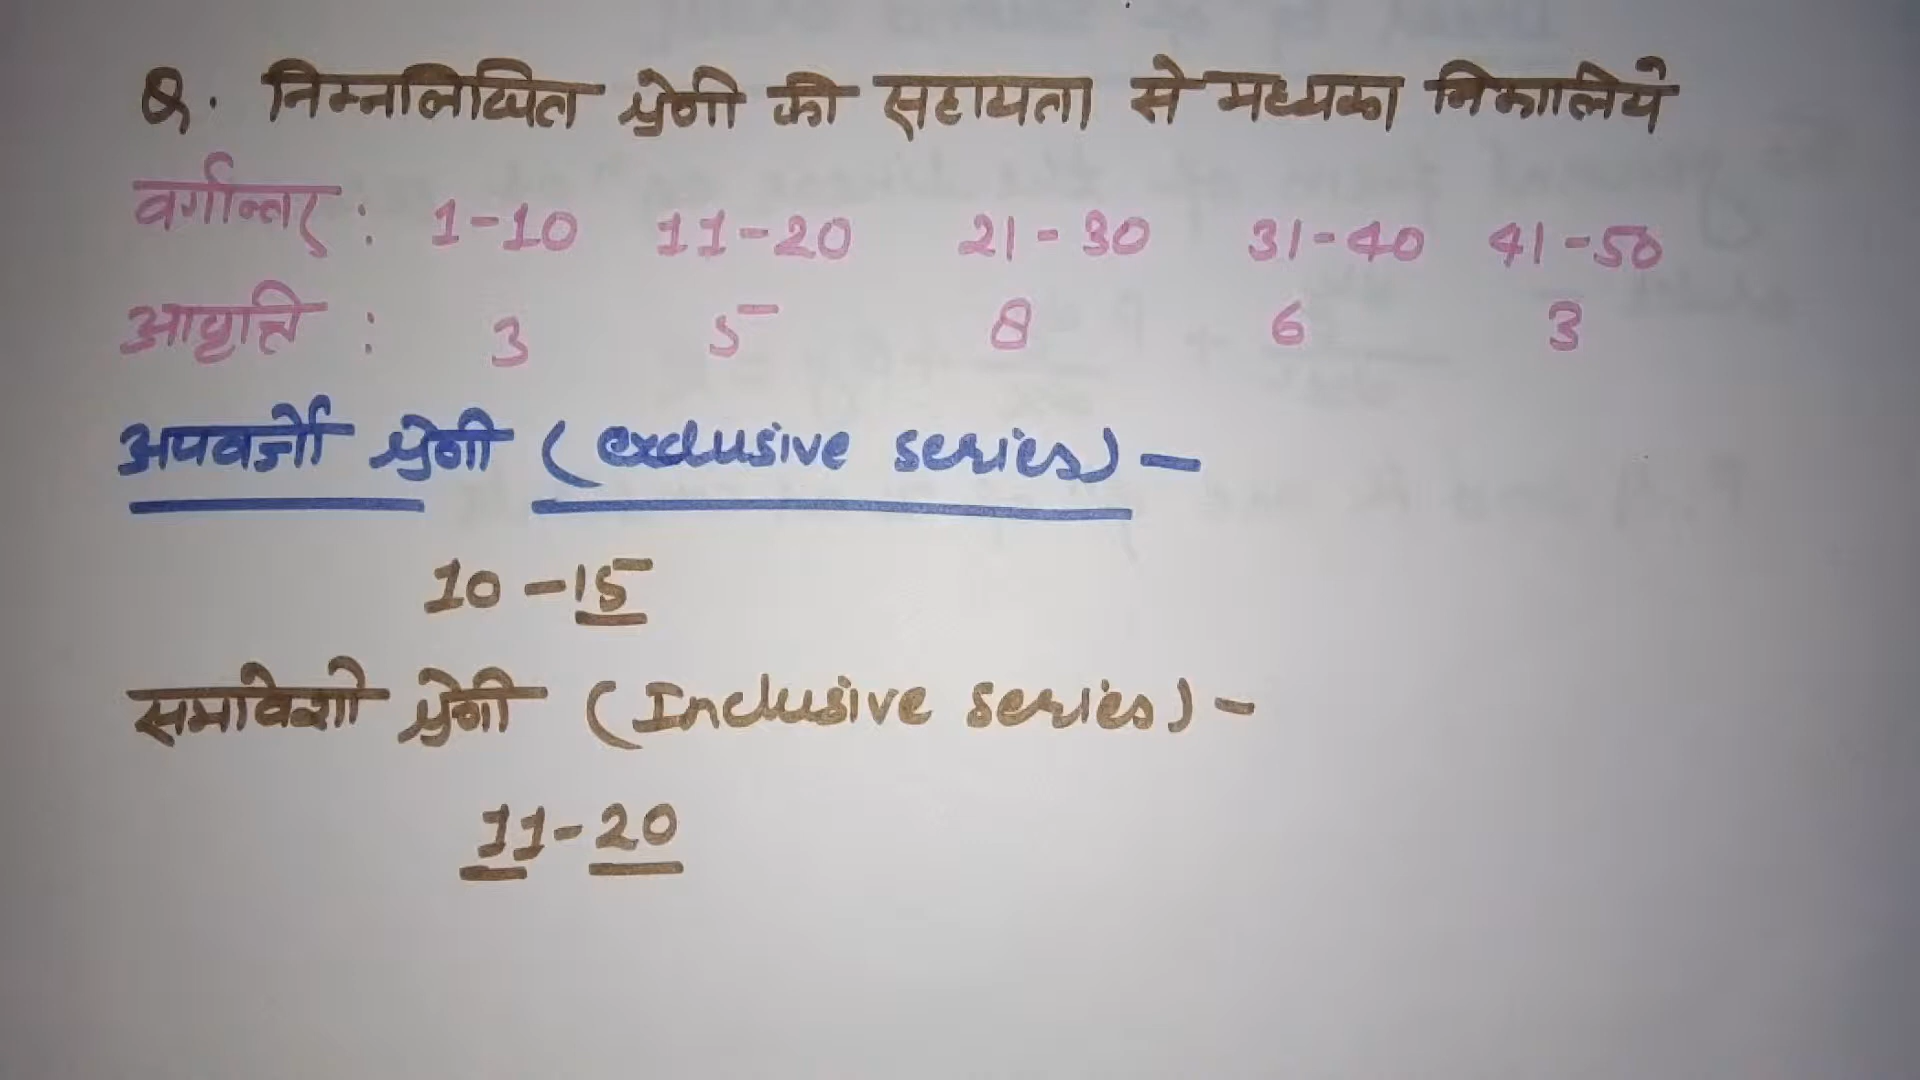 Q. निम्नलिखित श्रेणी की सहायता से मध्यका निकालिये
वर्गान्तर : 1-10 11-20 21-30 31-40 41-50
आवृत्ति : 3 5 8 6 3
अपवर्जी श्रेणी (exclusive series) -
10 - 15
समावेशी श्रेणी (Inclusive series) -
11-20